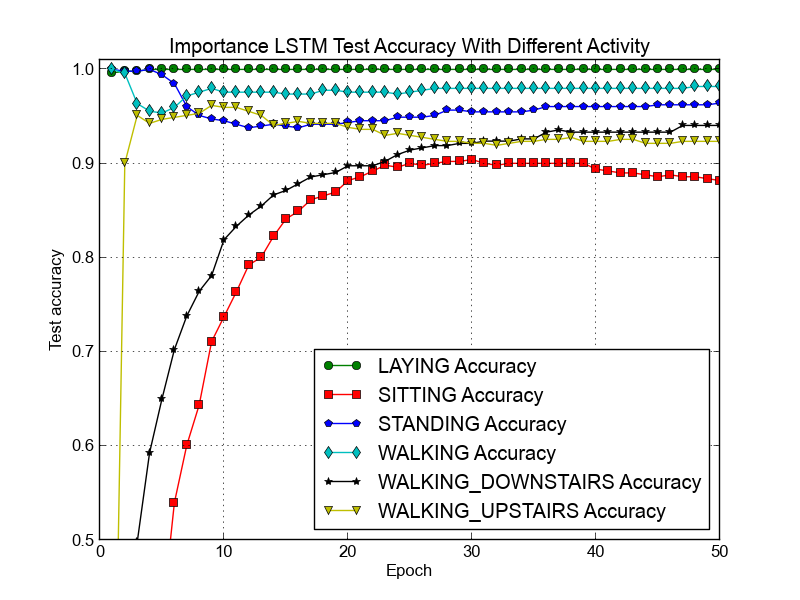 Importance LSTM Test Accuracy With Different Activity
1.0
0.9
0.8
0.7
0.6
0.5
Test accuracy
LAYING Accuracy
SITTING Accuracy
STANDING Accuracy
WALKING Accuracy
WALKING_DOWNSTAIRS Accuracy
WALKING_UPSTAIRS Accuracy
0 10 20 30 40 50
Epoch